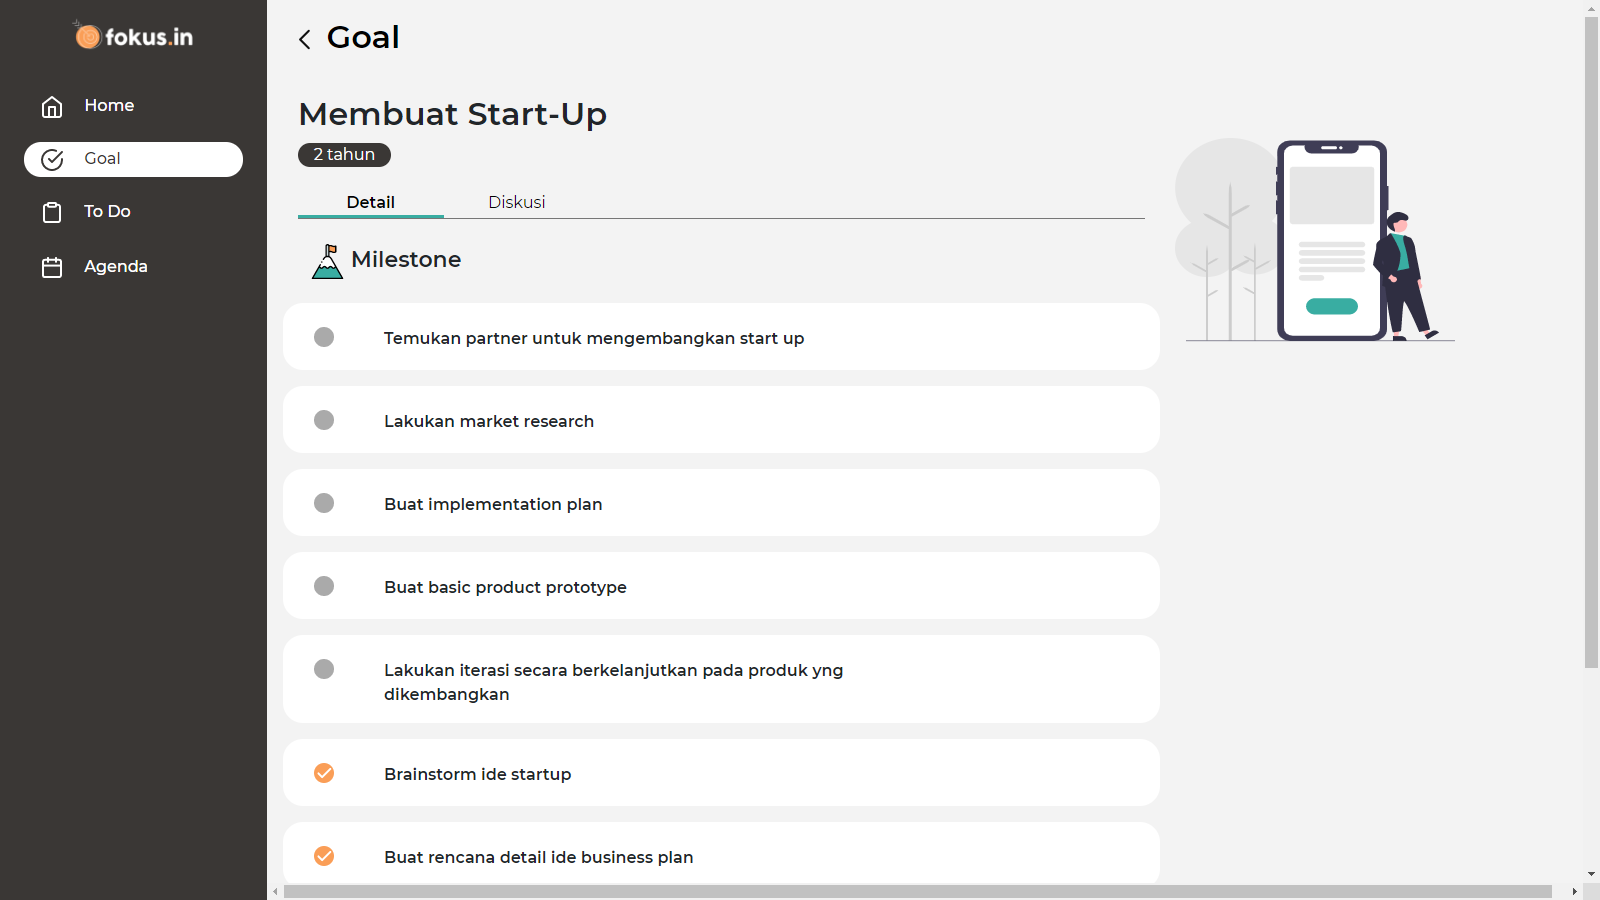 fokus.in
Home
Goal
To Do
Agenda
Goal
Membuat Start-Up
2 tahun
Detail
Diskusi
Milestone
Temukan partner untuk mengembangkan start up
Lakukan market research
Buat implementation plan
Buat basic product prototype
Lakukan iterasi secara berkelanjutkan pada produk yng
dikembangkan
Brainstorm ide startup
Buat rencana detail ide business plan